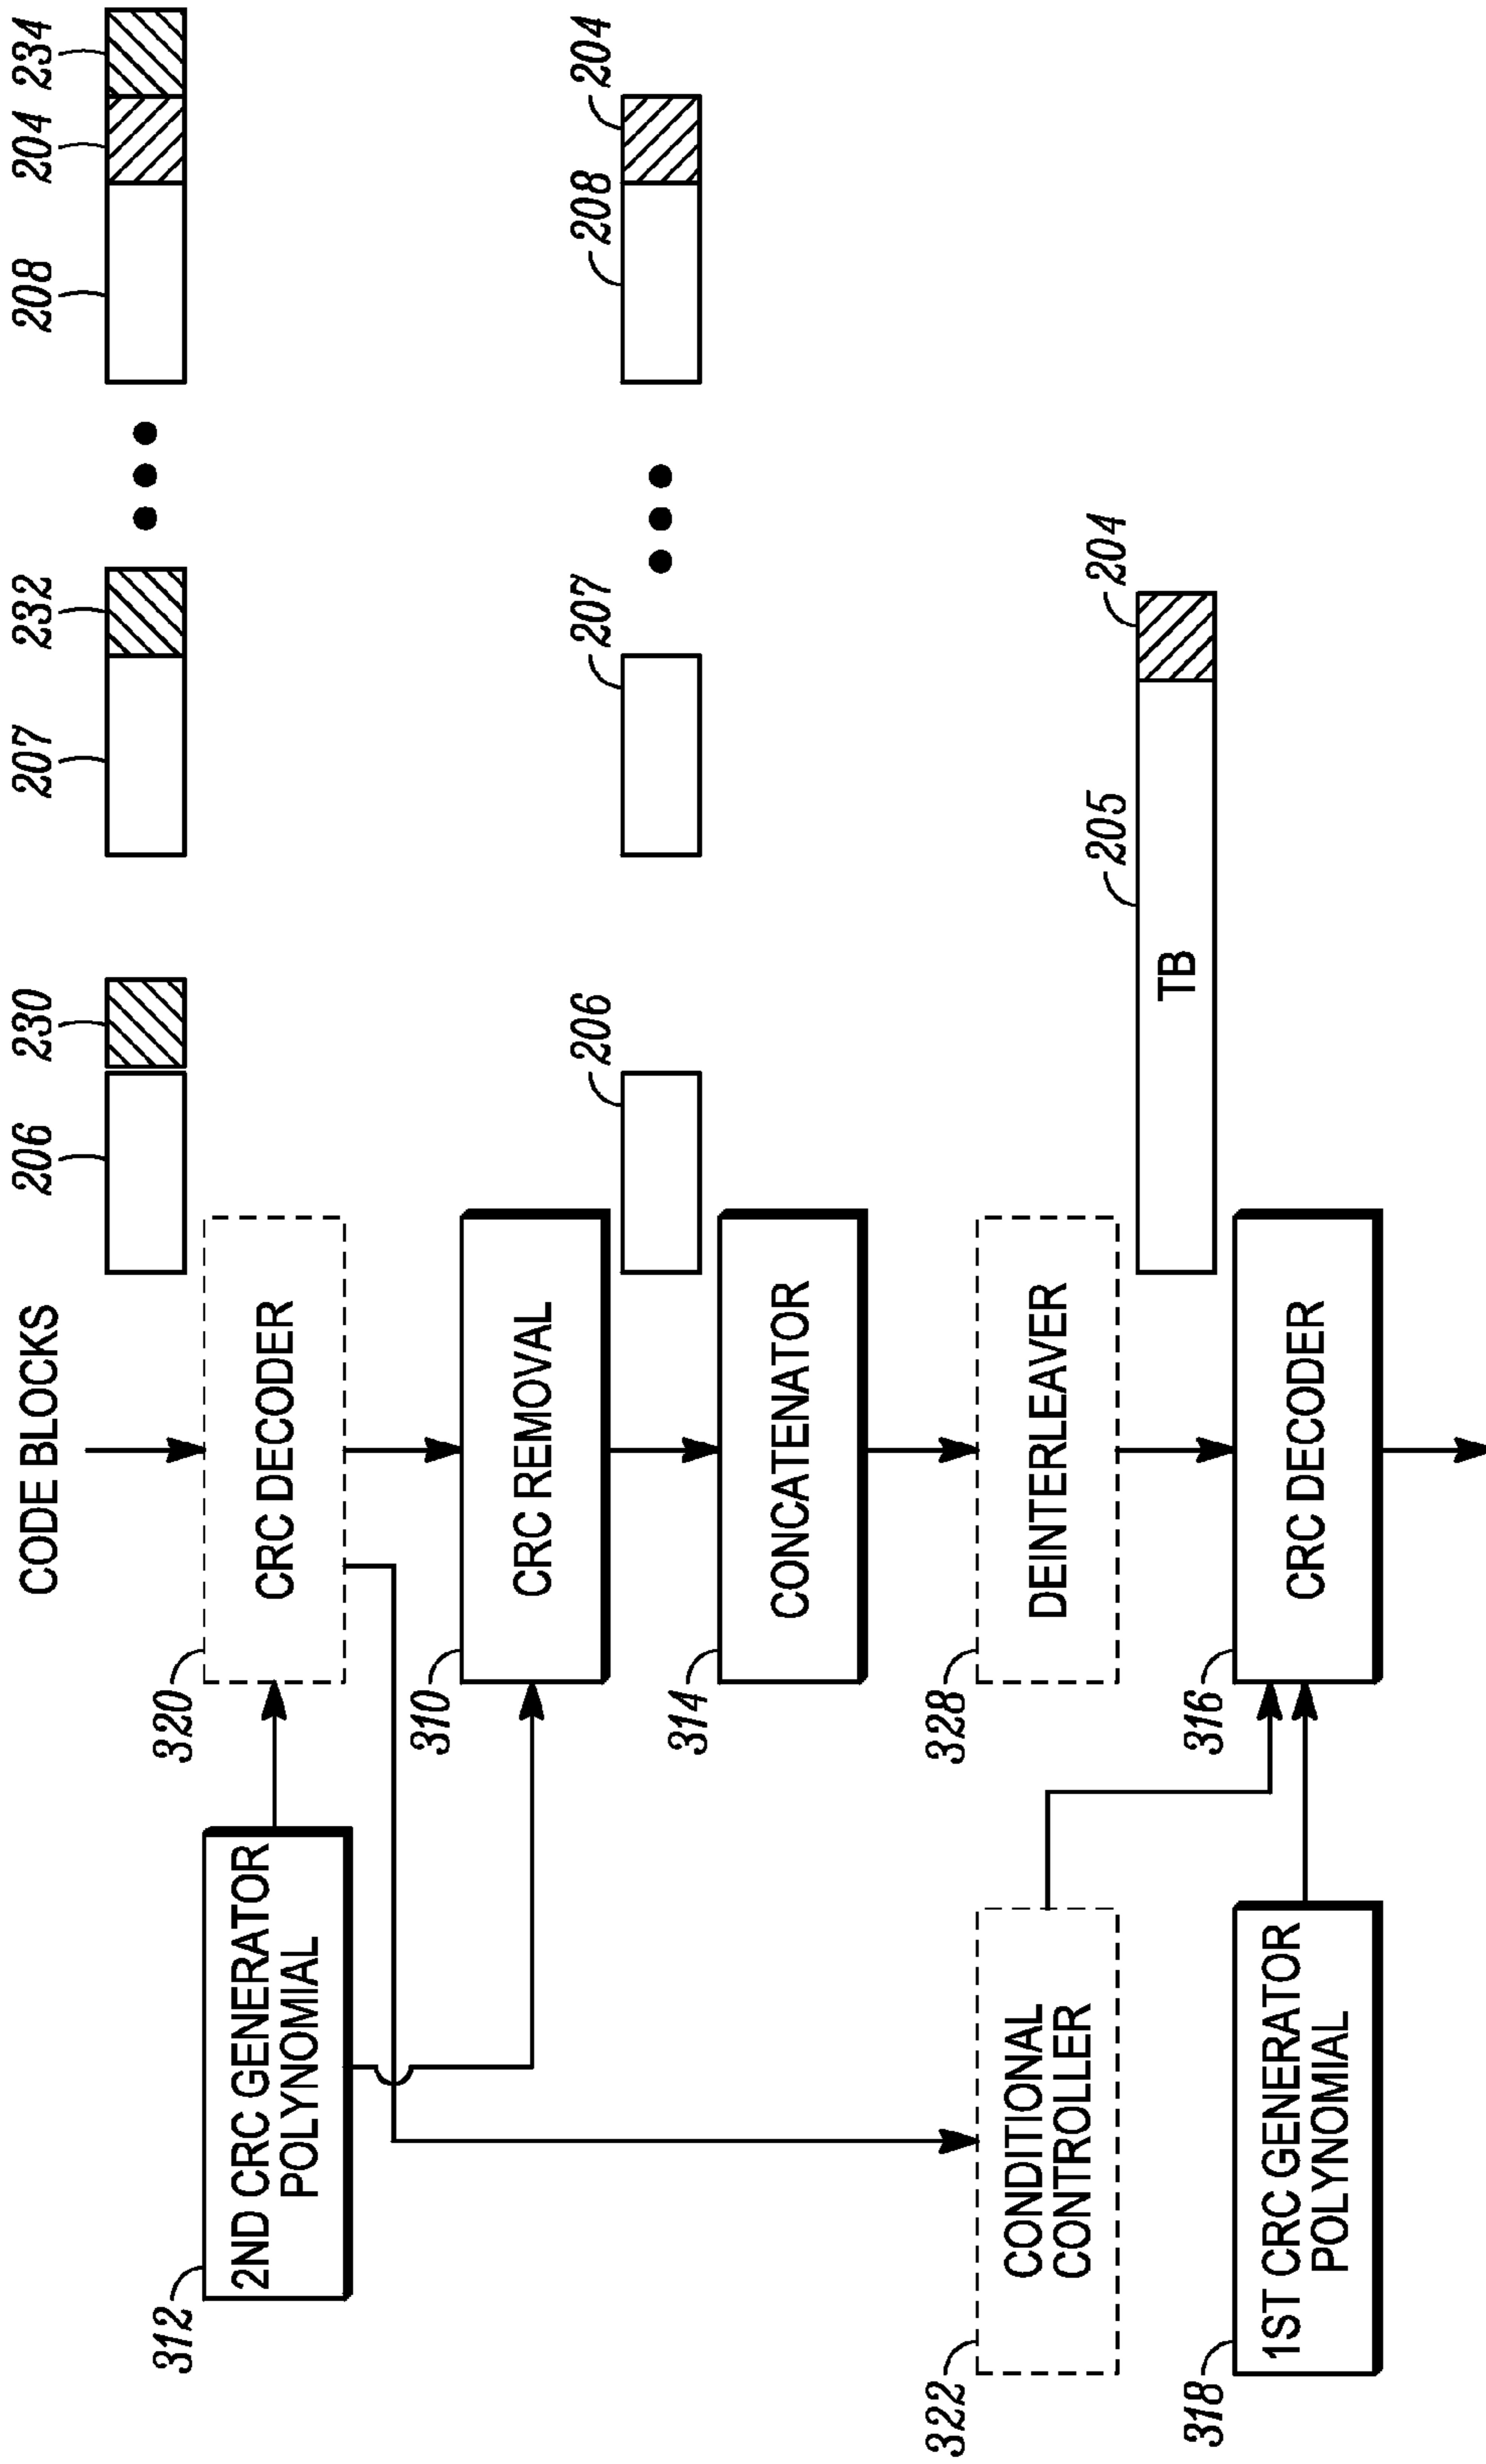 CODE BLOCKS
206
230
207
232
208
204
234
312
2ND CRC GENERATOR
POLYNOMIAL
320
CRC DECODER
310
CRC REMOVAL
206
207
208
204
314
CONCATENATOR
322
CONDITIONAL
CONTROLLER
328
DEINTERLEAVER
205
204
TB
318
1ST CRC GENERATOR
POLYNOMIAL
316
CRC DECODER